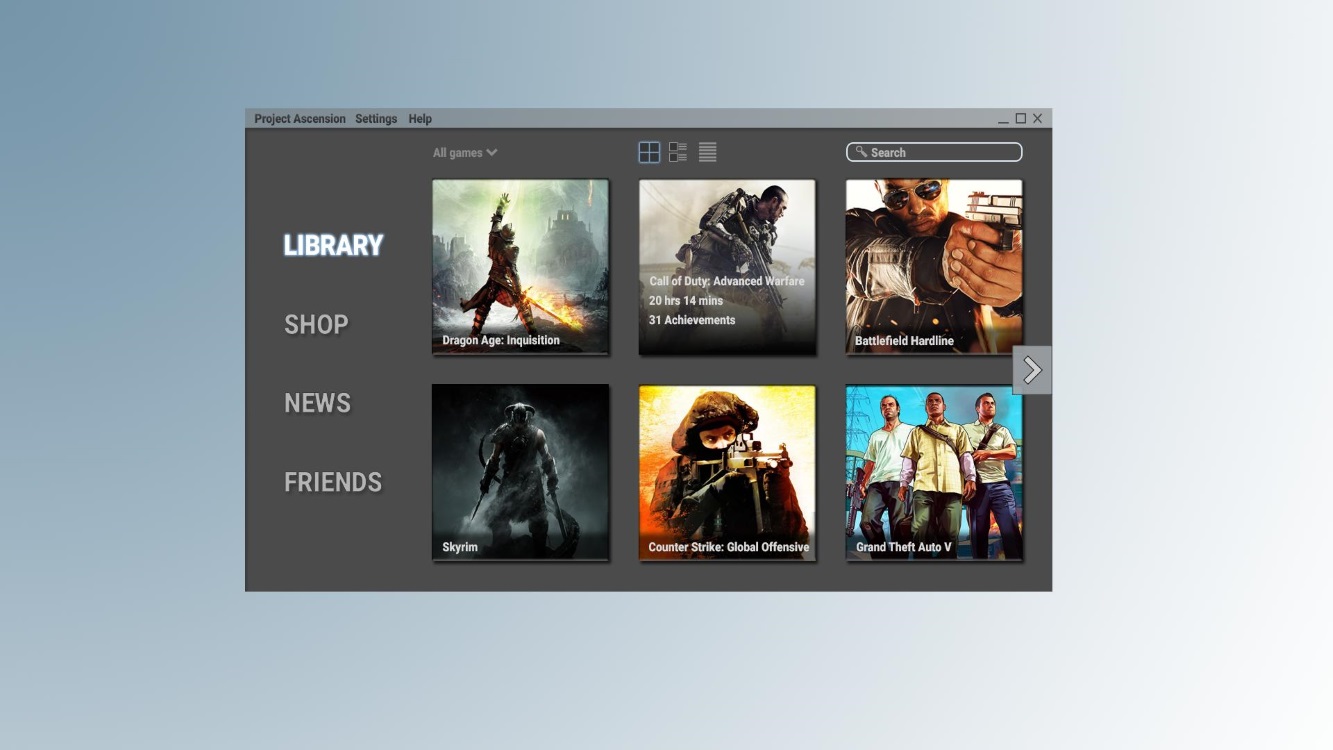 Project Ascension Settings Help
All games
Search
LIBRARY
SHOP
NEWS
FRIENDS
Dragon Age: Inquisition
Call of Duty: Advanced Warfare
20 hrs 14 mins
31 Achievements
Battlefield Hardline
Skyrim
Counter Strike: Global Offensive
Grand Theft Auto V